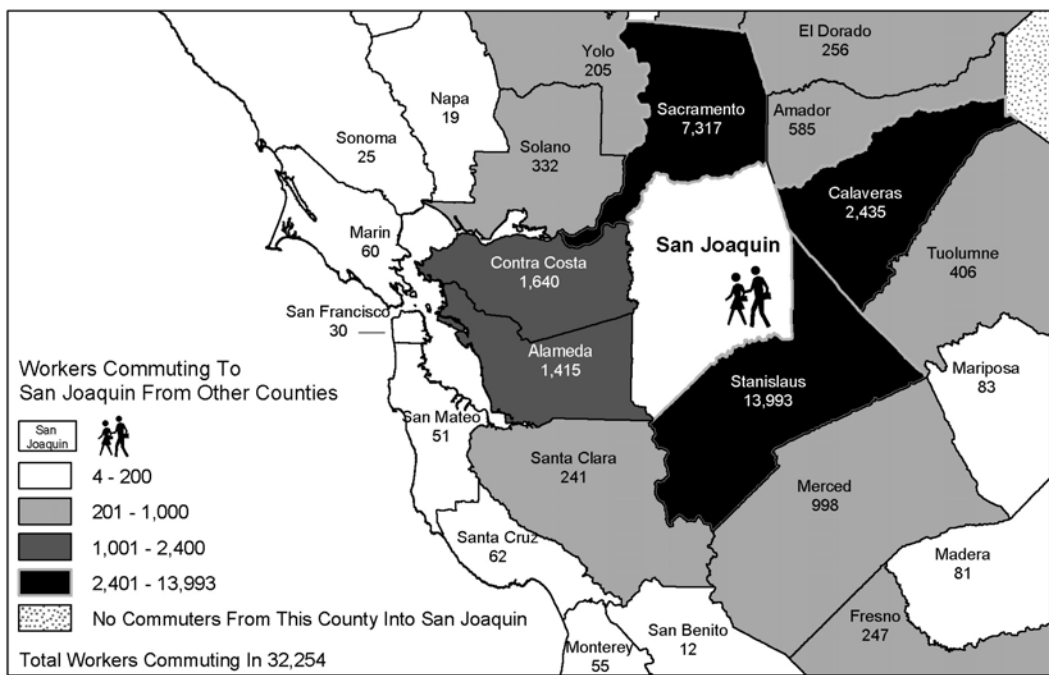 El Dorado
256
Yolo
205
Napa
19
Sacramento
7,317
Amador
585
Sonoma
25
Solano
332
Calaveras
2,435
Marin
60
San Joaquin
Tuolumne
406
Contra Costa
1,640
San Francisco
30
Alameda
1,415
Mariposa
83
Stanislaus
13,993
San Mateo
51
Santa Clara
241
Merced
998
Santa Cruz
62
Madera
81
Fresno
247
San Benito
12
Monterey
55
Workers Commuting To
San Joaquin From Other Counties
San
Joaquin
4 - 200
201 - 1,000
1,001 - 2,400
2,401 - 13,993
No Commuters From This County Into San Joaquin
Total Workers Commuting In 32,254